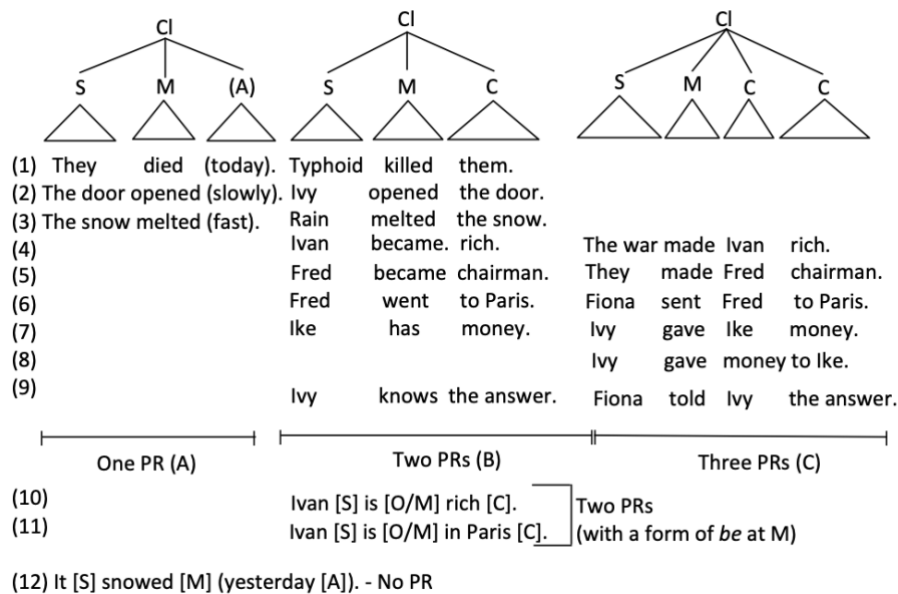 Cl Cl Cl
S M (A) S M C S M C C
(1) They died (today). Typhoid killed them.
(2) The door opened (slowly). Ivy opened the door.
(3) The snow melted (fast). Rain melted the snow.
(4) Ivan became. rich. The war made Ivan rich.
(5) Fred became chairman. They made Fred chairman.
(6) Fred went to Paris. Fiona sent Fred to Paris.
(7) Ike has money. Ivy gave Ike money.
(8) Ivy gave money to Ike.
(9) Ivy knows the answer. Fiona told Ivy the answer.
One PR (A) Two PRs (B) Three PRs (C)
(10) Ivan [S] is [O/M] rich [C]. Two PRs
(11) Ivan [S] is [O/M] in Paris [C]. (with a form of be at M)
(12) It [S] snowed [M] (yesterday [A]). - No PR